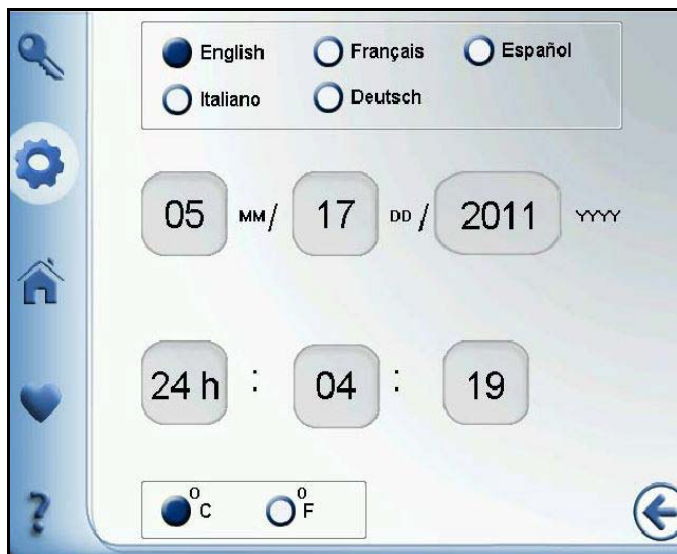 English Français Español
Italiano Deutsch
05 MM/ 17 DD / 2011 YYYY
24 h : 04 : 19
°C °F
?